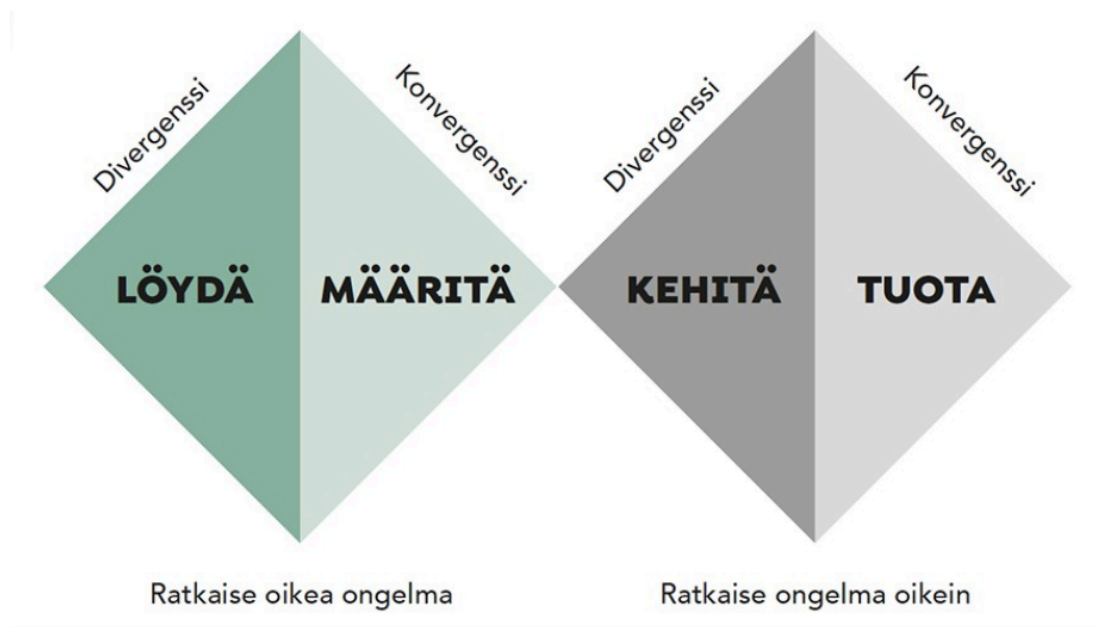 Divergenssi
Konvergenssi
Divergenssi
Konvergenssi
LÖYDÄ
MÄÄRITÄ
KEHITÄ
TUOTA
Ratkaise oikea ongelma
Ratkaise ongelma oikein